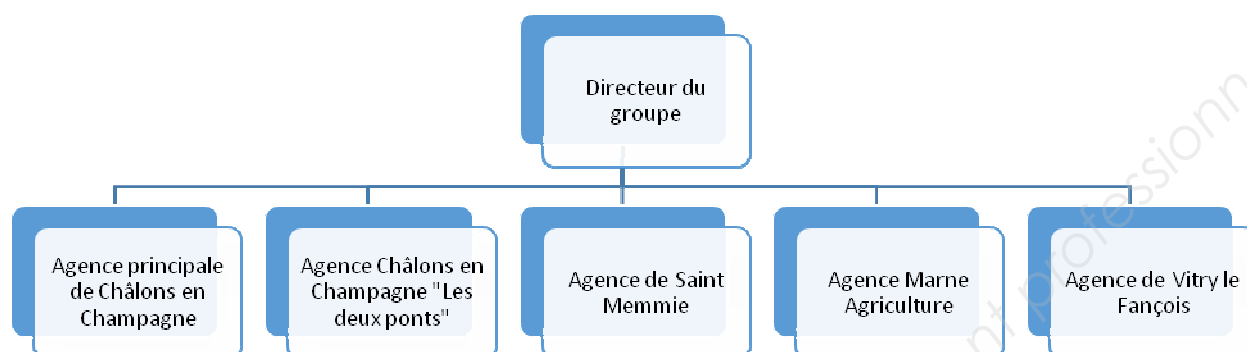 Directeur du
groupe
Agence principale
de Châlons en
Champagne
Agence Châlons en
Champagne "Les
deux ponts"
Agence de Saint
Memmie
Agence Marne
Agriculture
Agence de Vitry le
Fançois